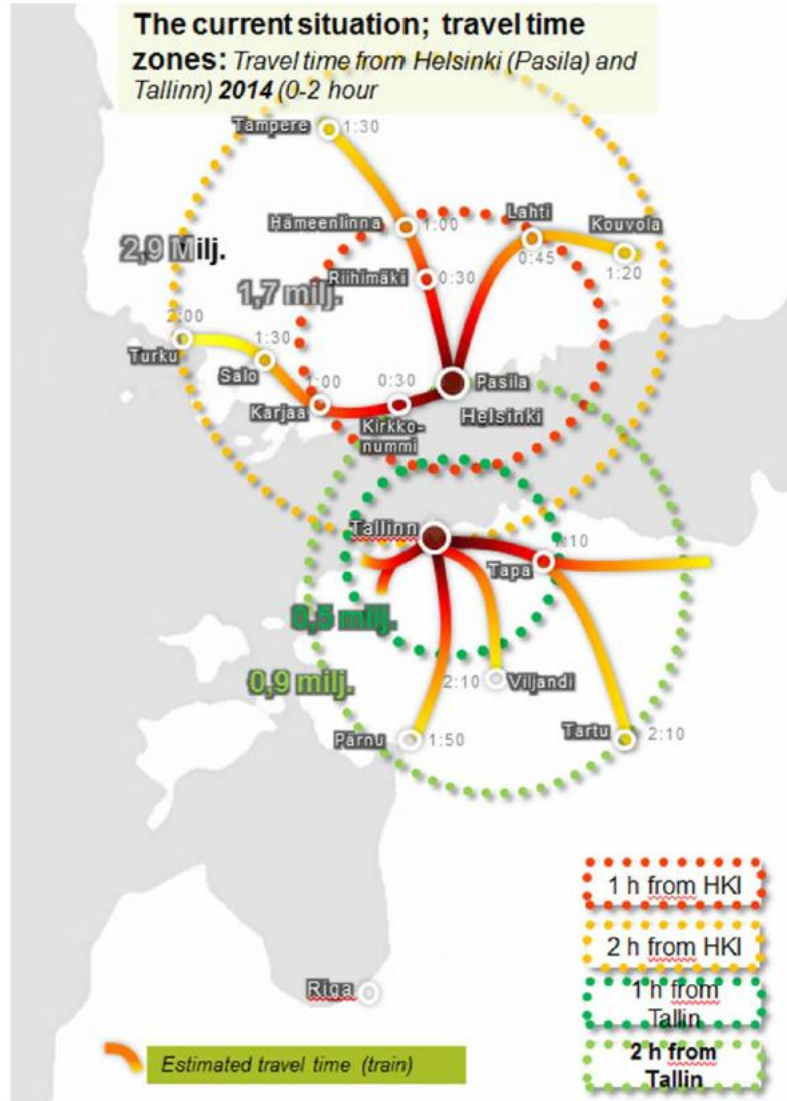 The current situation; travel time
zones: Travel time from Helsinki (Pasila) and
Tallinn) 2014 (0-2 hour
Tampere
1:30
Hämeenlinna
1:00
Lahti
0:45
Kouvola
1:20
2,9 Milj.
Riihimäki
0:30
1,7 milj.
2:00
Turku
1:30
Salo
1:00
Karjaa
0:30
Kirkko-
nummi
Pasila
Helsinki
Tallinn
:10
Tapa
0,5 milj.
0,9 milj.
2:10
Viljandi
Pärnu
1:50
Tartu
2:10
Riga
1 h from HKI
2 h from HKI
1 h from
Tallin
2 h from
Tallin
Estimated travel time (train)